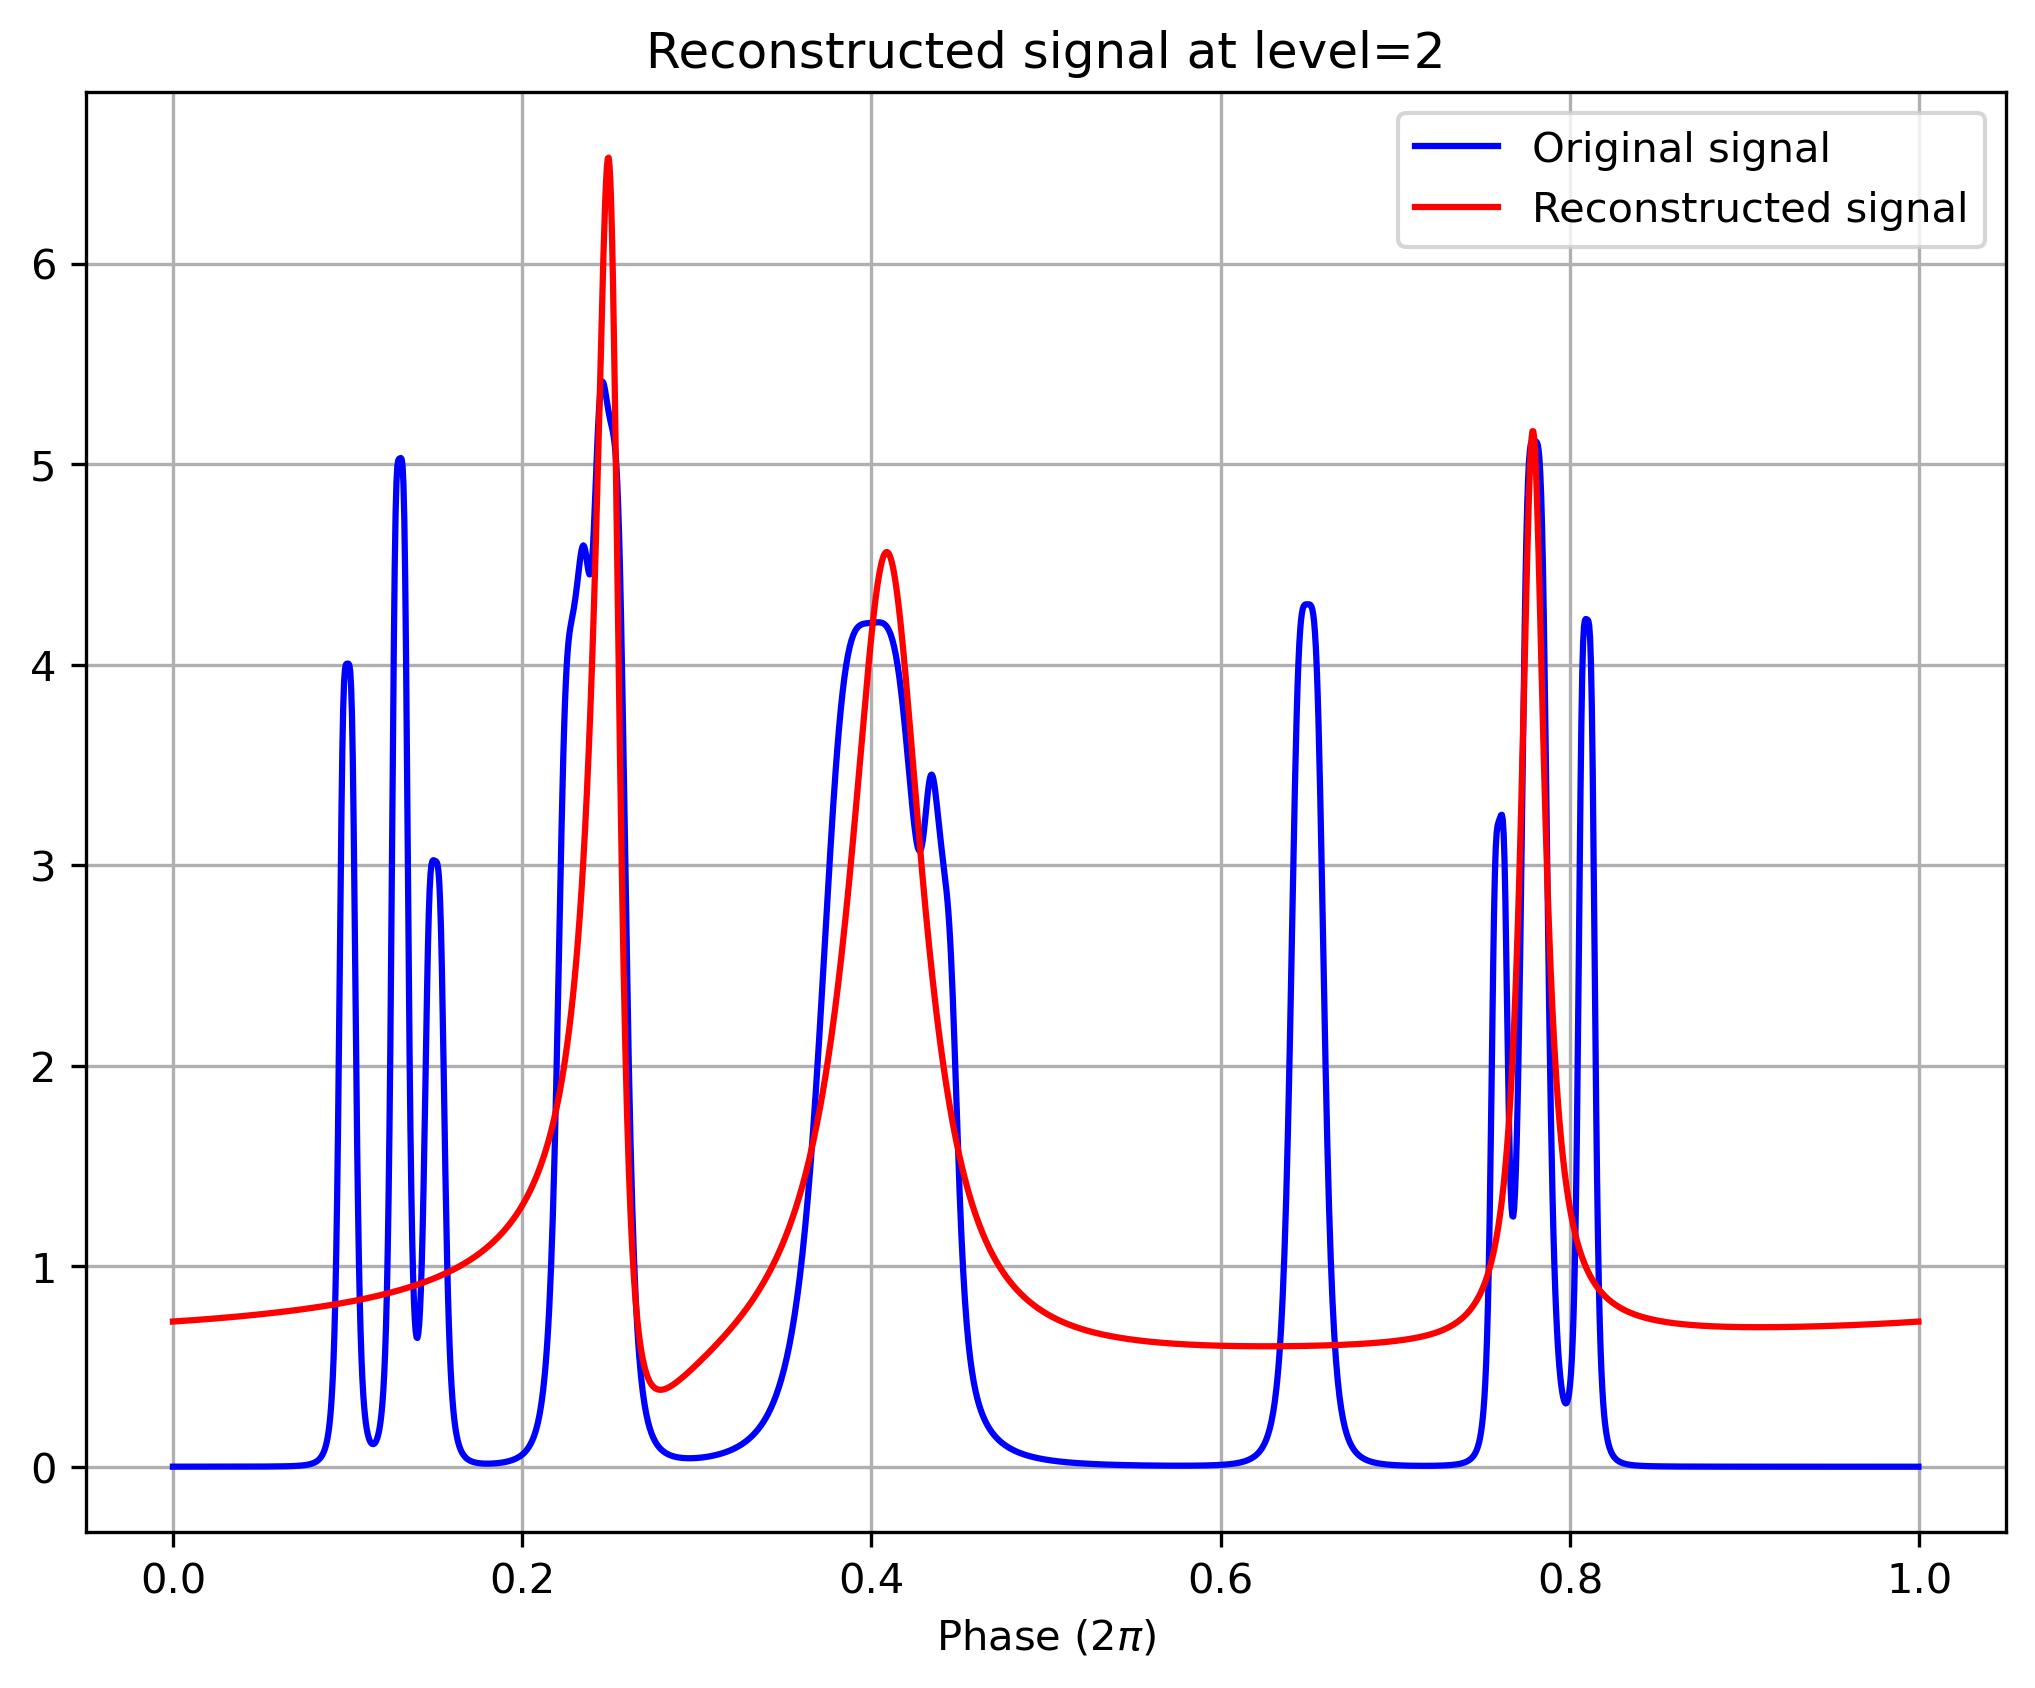 Reconstructed signal at level=2
Original signal
Reconstructed signal
6
5
4
3
2
1
0
0.0 0.2 0.4 0.6 0.8 1.0
Phase (2π)